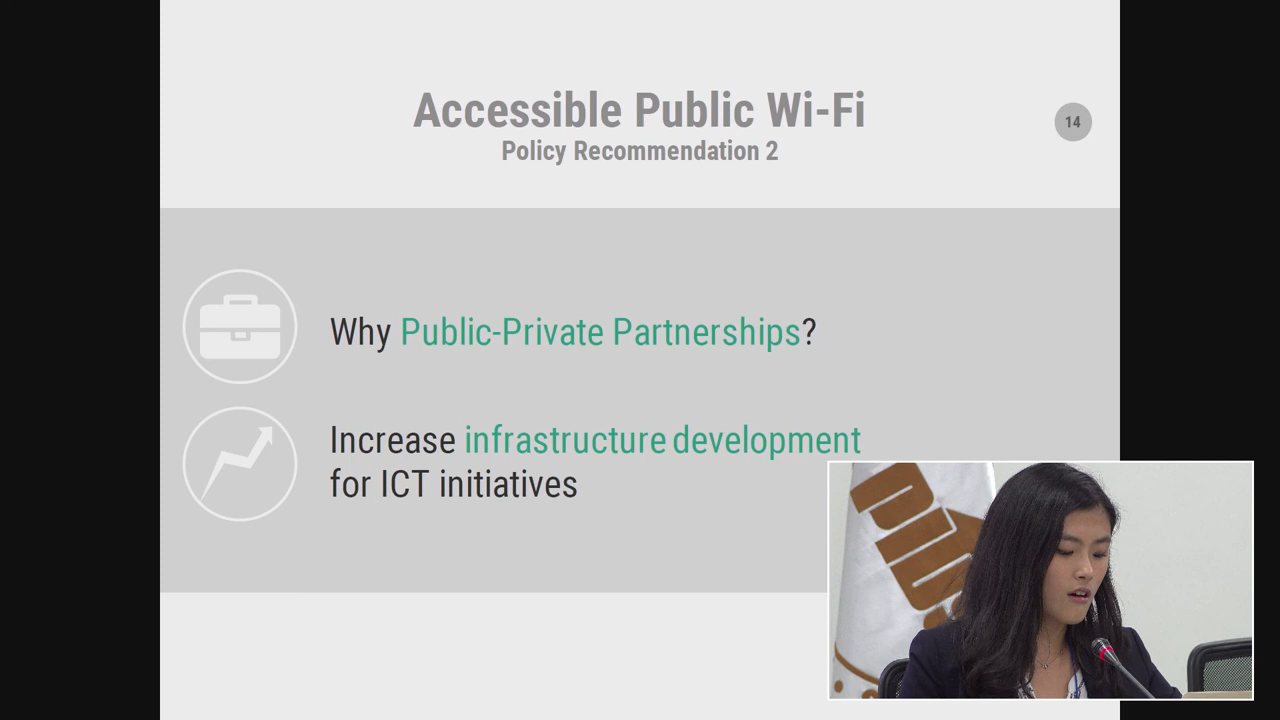 Accessible Public Wi-Fi
Policy Recommendation 2
14
Why Public-Private Partnerships?
Increase infrastructure development
for ICT initiatives